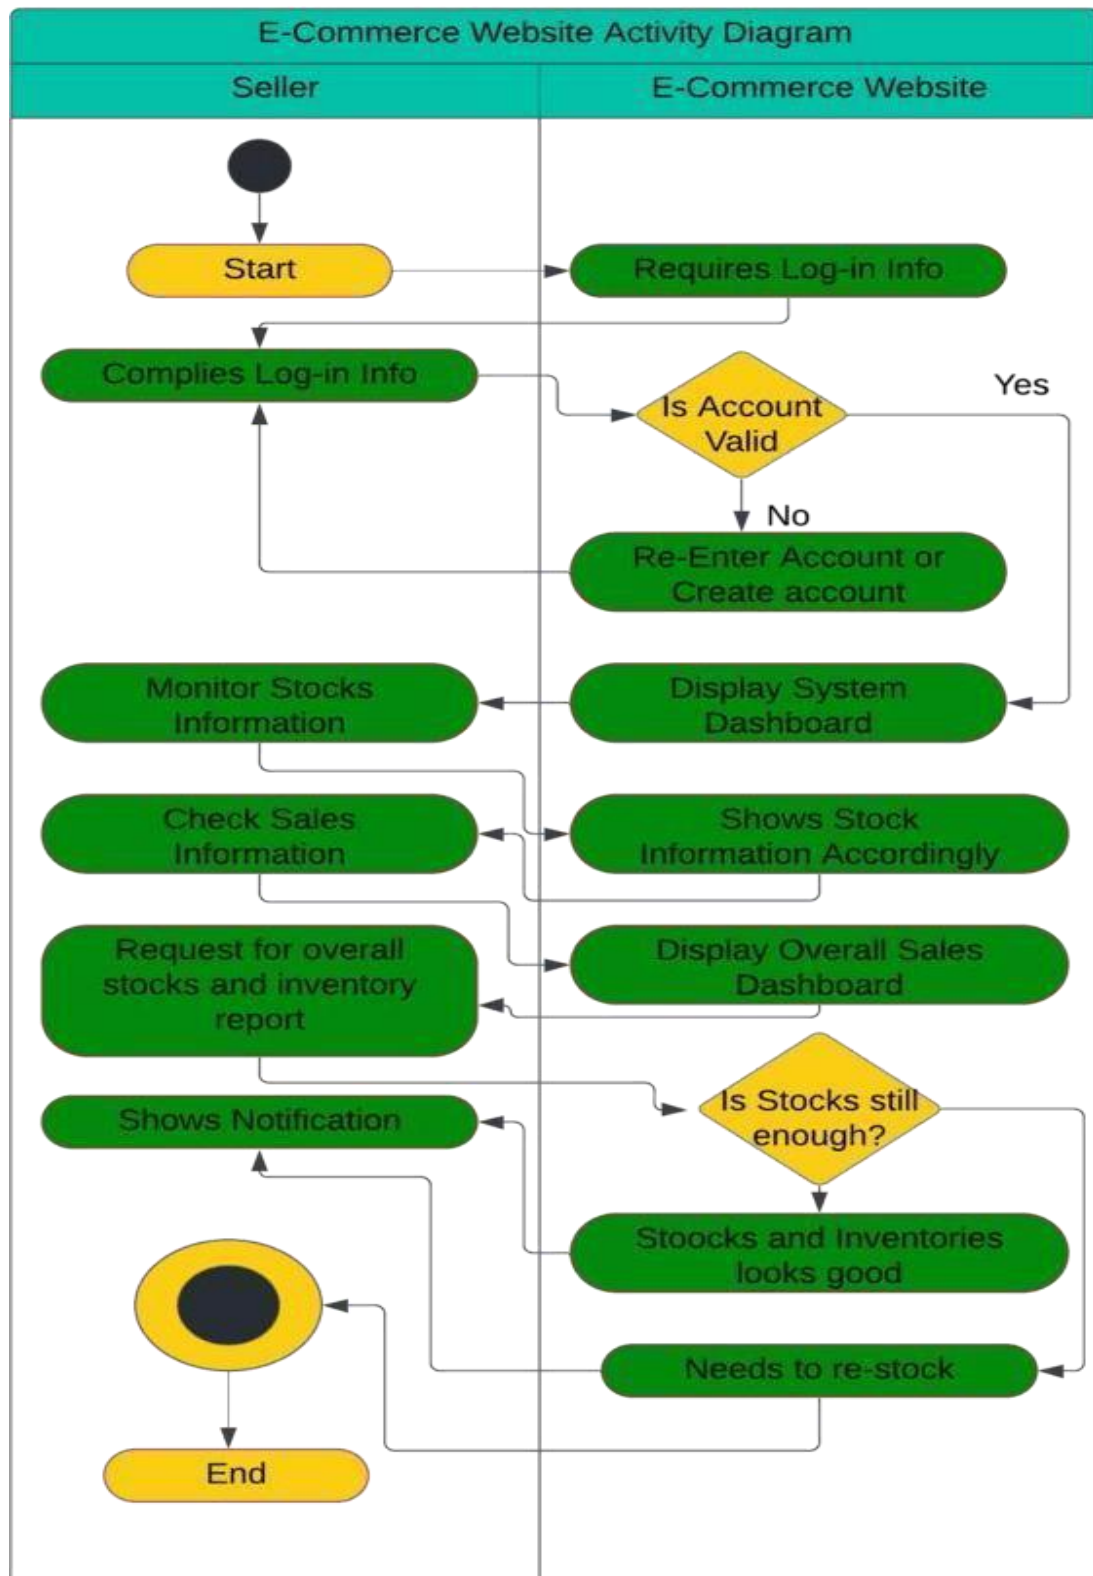 E-Commerce Website Activity Diagram
Seller
E-Commerce Website
Start
Requires Log-in Info
Complies Log-in Info
Is Account
Valid
Yes
No
Re-Enter Account or
Create account
Monitor Stocks
Information
Display System
Dashboard
Check Sales
Information
Shows Stock
Information Accordingly
Request for overall
stocks and inventory
report
Display Overall Sales
Dashboard
Is Stocks still
enough?
Shows Notification
Stoocks and Inventories
looks good
Needs to re-stock
End